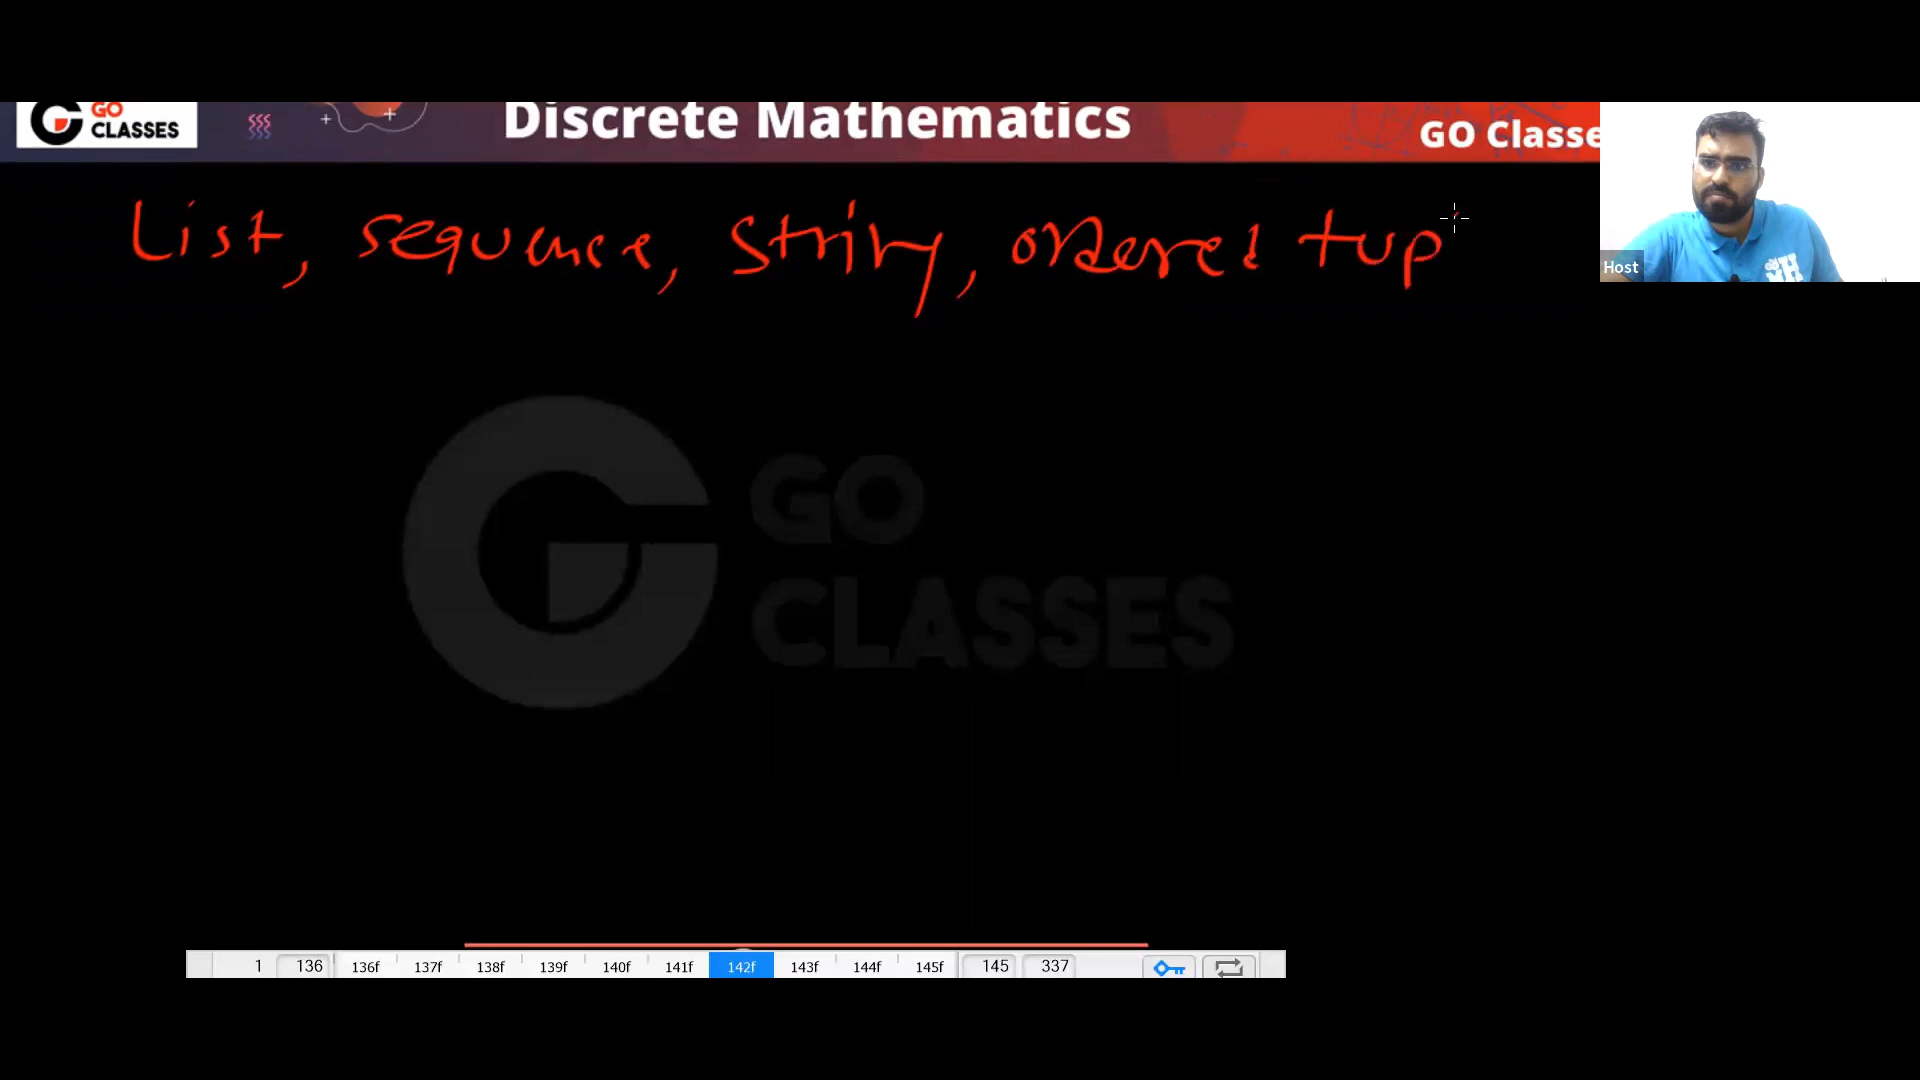 GO
CLASSES
Discrete Mathematics
GO Classe
List, sequence, string, ordered tup
Host
GO
CLASSES
1 136 136f 137f 138f 139f 140f 141f 142f 143f 144f 145f 145 337